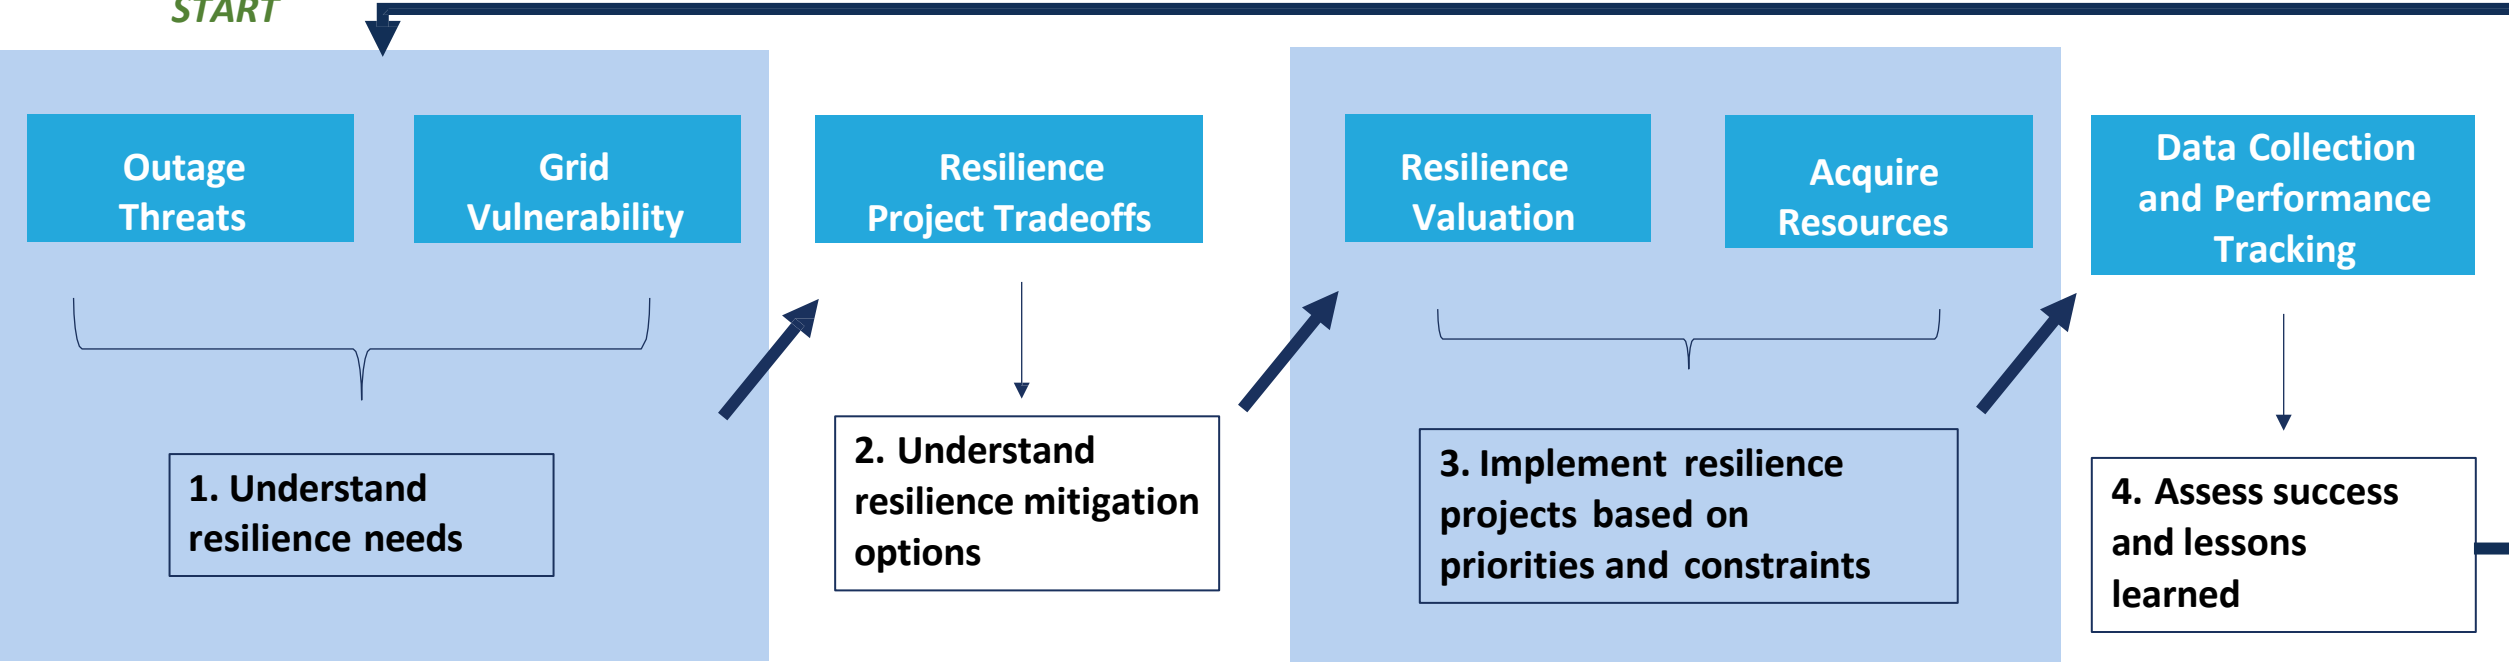 START
Outage
Threats
Grid
Vulnerability
Resilience
Project Tradeoffs
Resilience
Valuation
Acquire
Resources
Data Collection
and Performance
Tracking
1. Understand
resilience needs
2. Understand
resilience mitigation
options
3. Implement resilience
projects based on
priorities and constraints
4. Assess success
and lessons
learned